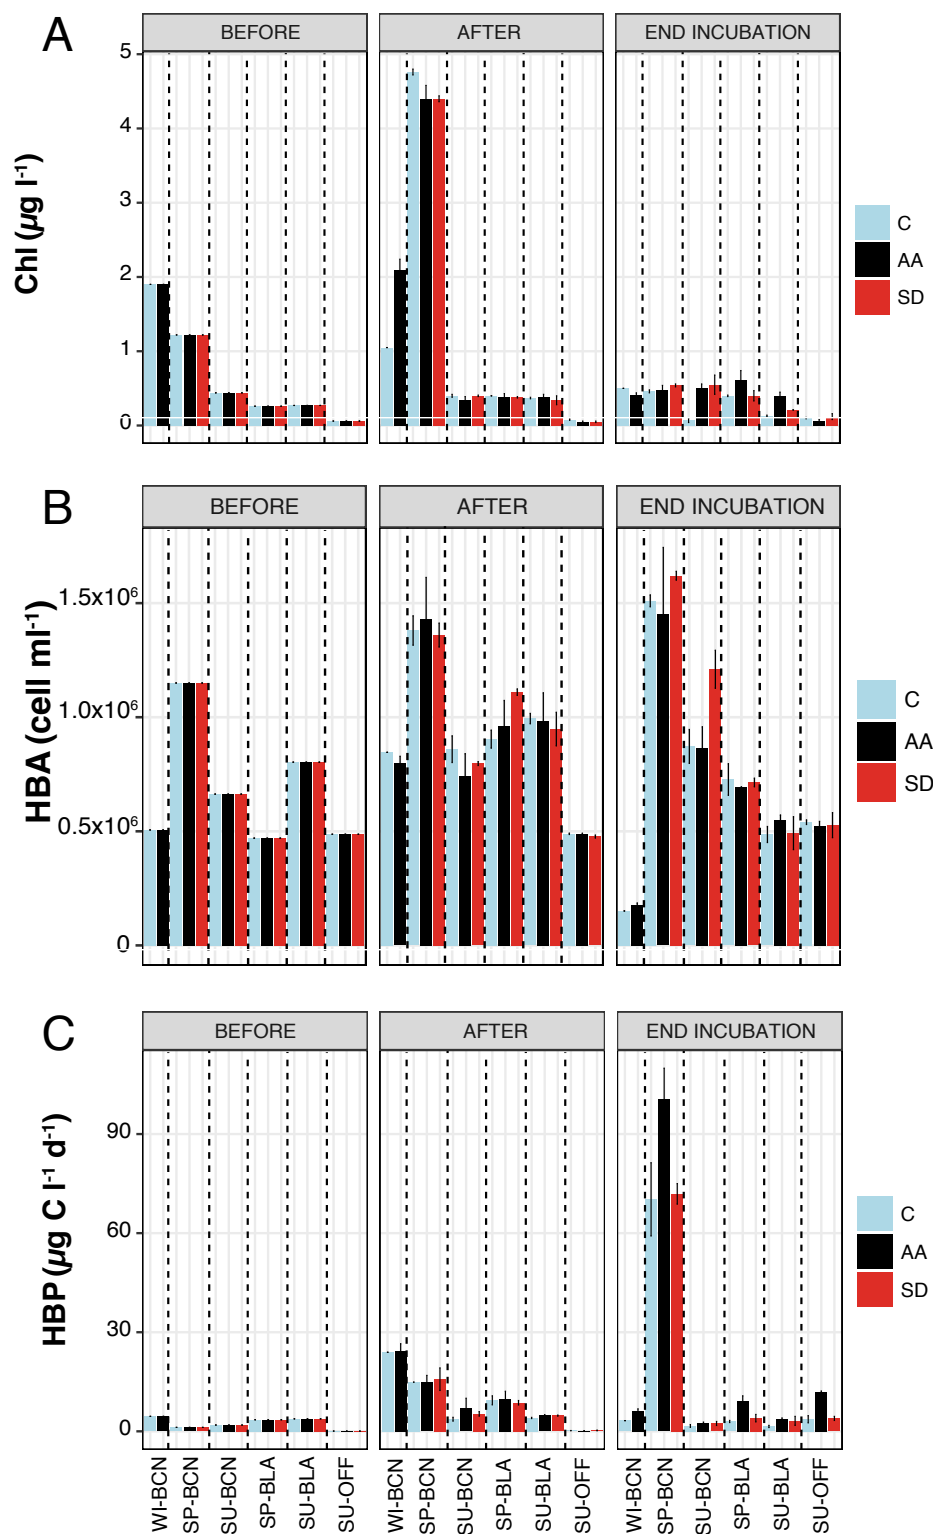 A
BEFORE
AFTER
END INCUBATION
Chl (µg l⁻¹)
5
4
3
2
1
0
C
AA
SD
B
BEFORE
AFTER
END INCUBATION
HBA (cell ml⁻¹)
1.5x10⁶
1.0x10⁶
0.5x10⁶
0
C
AA
SD
C
BEFORE
AFTER
END INCUBATION
HBP (µg C l⁻¹ d⁻¹)
90
60
30
0
C
AA
SD
WI-BCN
SP-BCN
SU-BCN
SP-BLA
SU-BLA
SU-OFF
WI-BCN
SP-BCN
SU-BCN
SP-BLA
SU-BLA
SU-OFF
WI-BCN
SP-BCN
SU-BCN
SP-BLA
SU-BLA
SU-OFF